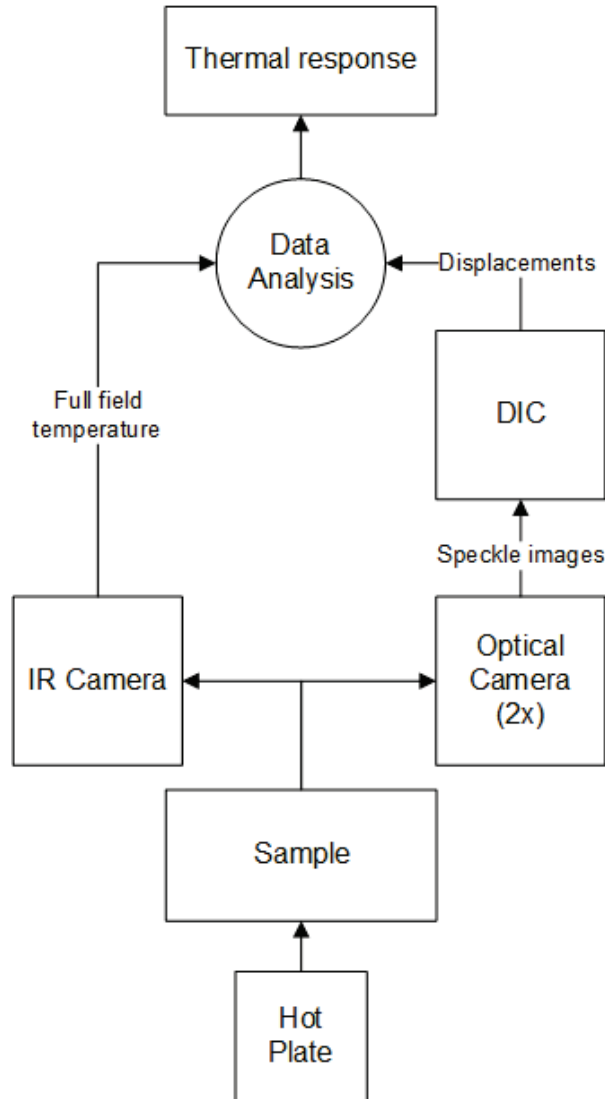 Thermal response
Data
Analysis
Displacements
Full field
temperature
DIC
Speckle images
IR Camera
Optical
Camera
(2x)
Sample
Hot
Plate